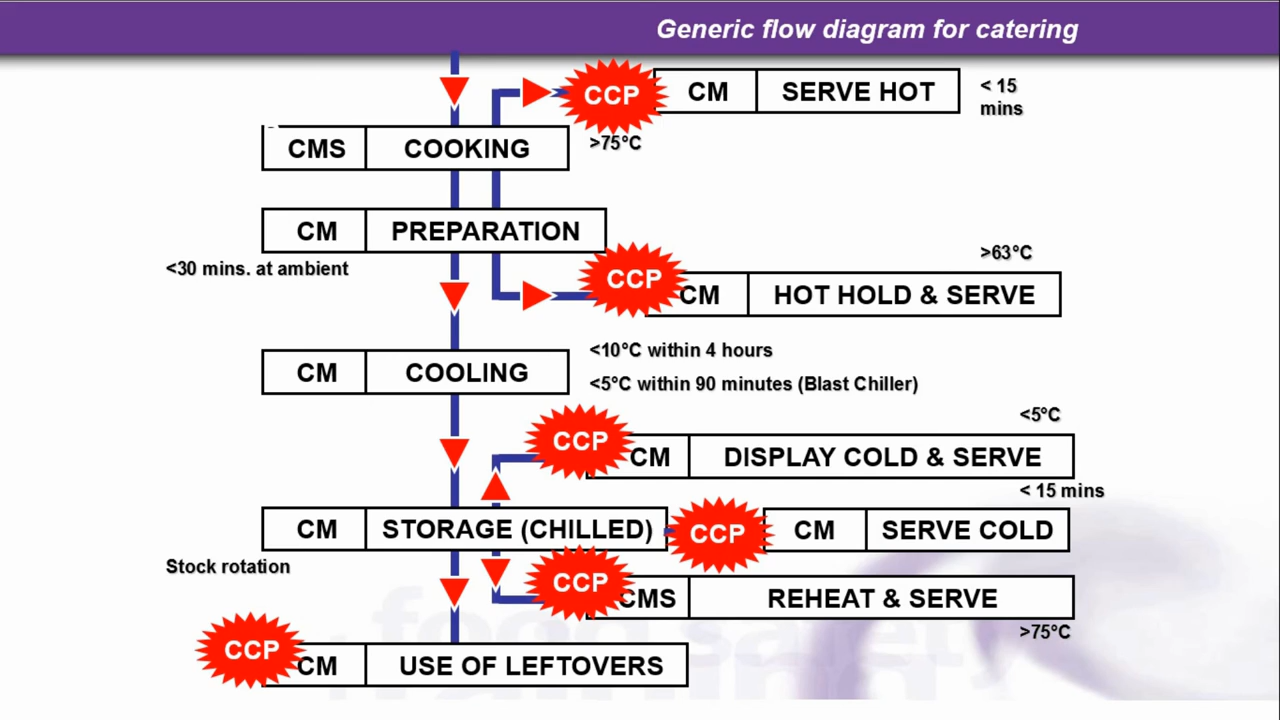 Generic flow diagram for catering
CCP CM SERVE HOT
< 15
mins
CMS COOKING
>75°C
CM PREPARATION
<30 mins. at ambient
>63°C
CCP CM HOT HOLD & SERVE
<10°C within 4 hours
CM COOLING
<5°C within 90 minutes (Blast Chiller)
<5°C
CCP CM DISPLAY COLD & SERVE
< 15 mins
CM STORAGE (CHILLED) CCP CM SERVE COLD
Stock rotation
CCP CMS REHEAT & SERVE
>75°C
CCP CM USE OF LEFTOVERS
food safety
training